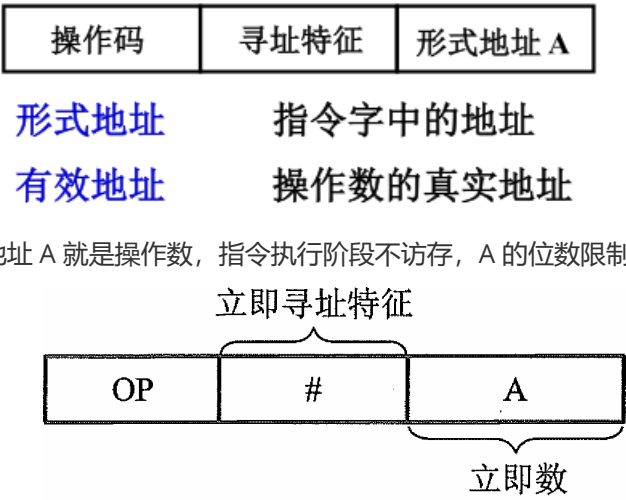 操作码 寻址特征 形式地址 A
形式地址 指令字中的地址
有效地址 操作数的真实地址
地址 A 就是操作数，指令执行阶段不访存，A 的位数限制
立即寻址特征
OP # A
立即数